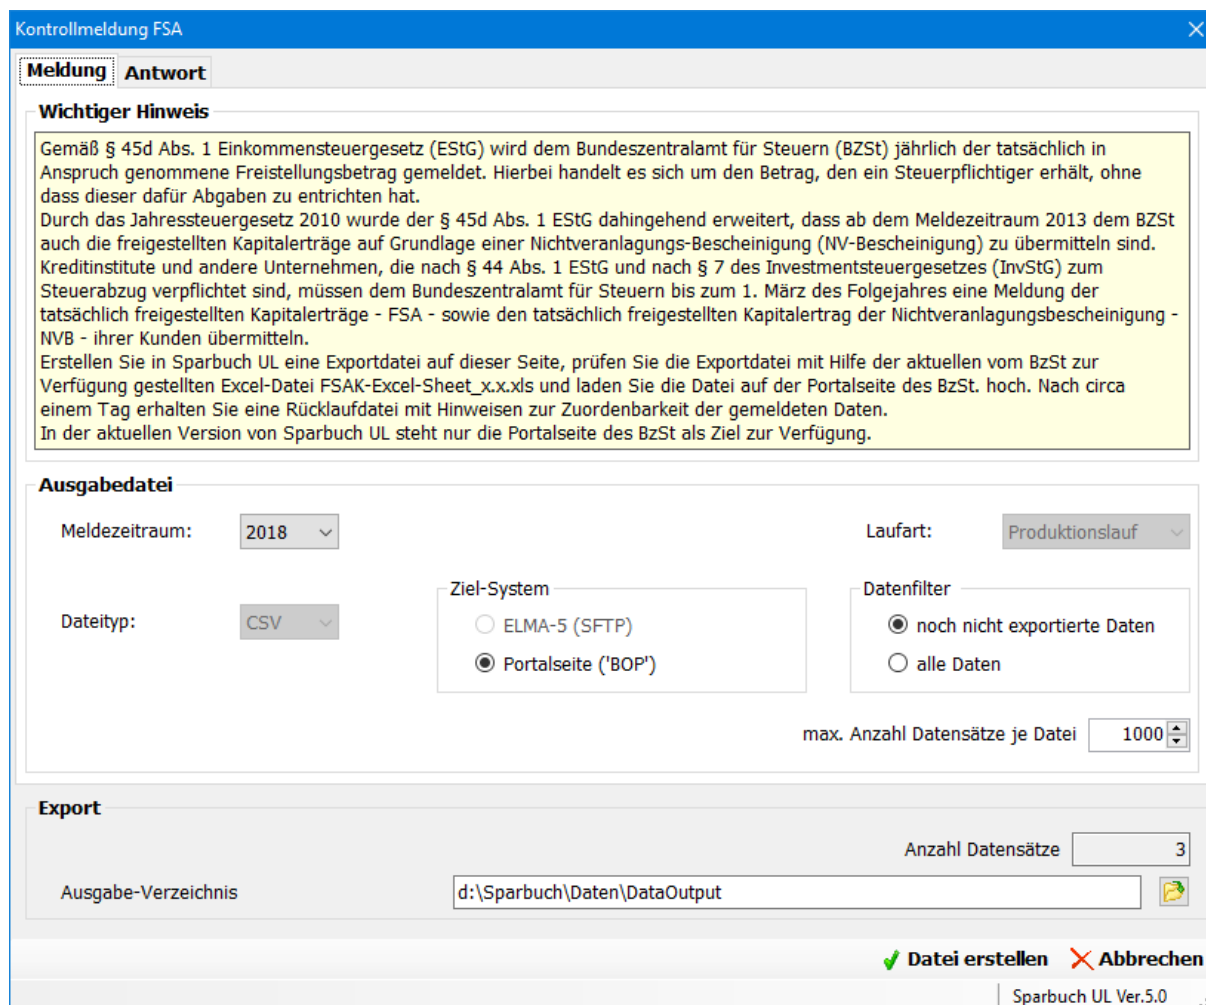 Kontrollmeldung FSA
Meldung Antwort
Wichtiger Hinweis
Gemäß § 45d Abs. 1 Einkommensteuergesetz (EStG) wird dem Bundeszentralamt für Steuern (BZSt) jährlich der tatsächlich in
Anspruch genommene Freistellungsbetrag gemeldet. Hierbei handelt es sich um den Betrag, den ein Steuerpflichtiger erhält, ohne
dass dieser dafür Abgaben zu entrichten hat.
Durch das Jahressteuergesetz 2010 wurde der § 45d Abs. 1 EStG dahingehend erweitert, dass ab dem Meldezeitraum 2013 dem BZSt
auch die freigestellten Kapitalerträge auf Grundlage einer Nichtveranlagungs-Bescheinigung (NV-Bescheinigung) zu übermitteln sind.
Kreditinstitute und andere Unternehmen, die nach § 44 Abs. 1 EStG und nach § 7 des Investmentsteuergesetzes (InvStG) zum
Steuerabzug verpflichtet sind, müssen dem Bundeszentralamt für Steuern bis zum 1. März des Folgejahres eine Meldung der
tatsächlich freigestellten Kapitalerträge - FSA - sowie den tatsächlich freigestellten Kapitalertrag der Nichtveranlagungsbescheinigung -
NVB - ihrer Kunden übermitteln.
Erstellen Sie in Sparbuch UL eine Exportdatei auf dieser Seite, prüfen Sie die Exportdatei mit Hilfe der aktuellen vom BzSt zur
Verfügung gestellten Excel-Datei FSAK-Excel-Sheet_x.x.xls und laden Sie die Datei auf der Portalseite des BzSt. hoch. Nach circa
einem Tag erhalten Sie eine Rücklaufdatei mit Hinweisen zur Zuordenbarkeit der gemeldeten Daten.
In der aktuellen Version von Sparbuch UL steht nur die Portalseite des BzSt als Ziel zur Verfügung.
Ausgabedatei
Meldezeitraum: 2018 Laufart: Produktionslauf
Ziel-System Datenfilter
Dateityp: CSV ELMA-5 (SFTP) noch nicht exportierte Daten
Portalseite ('BOP') alle Daten
max. Anzahl Datensätze je Datei 1000
Export
Anzahl Datensätze 3
Ausgabe-Verzeichnis d:\Sparbuch\Daten\DataOutput
Datei erstellen Abbrechen
Sparbuch UL Ver.5.0